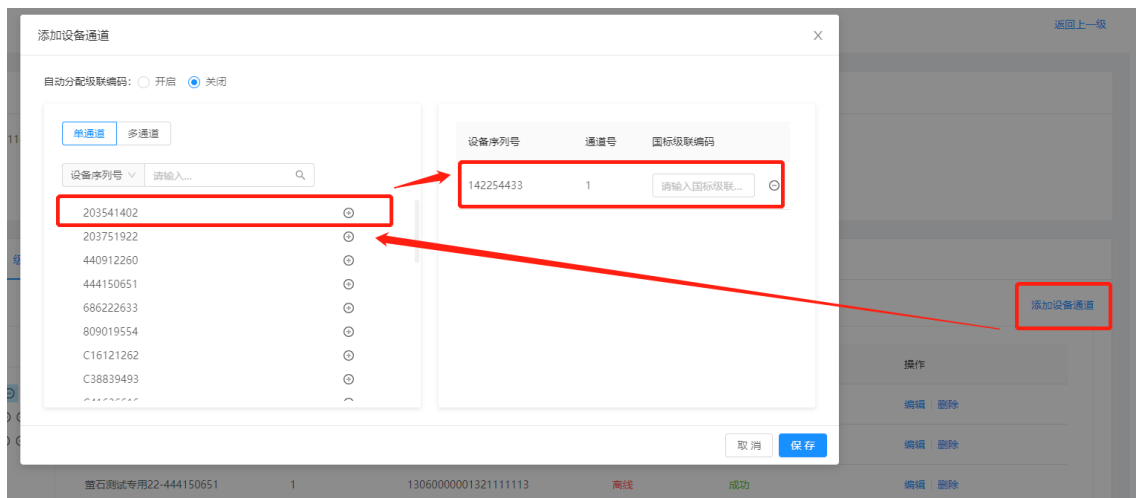 返回上一级
添加设备通道
自动分配级联编码: 开启 关闭
单通道 多通道
设备序列号 请输入...
203541402
203751922
440912260
444150651
686222633
809019554
C16121262
C38839493
设备序列号 通道号 国标级联编码
142254433 1 请输入国标级联...
取消 保存
添加设备通道
操作
编辑 删除
编辑 删除
萤石测试专用22-444150651 1 13060000001321111113 离线 成功 编辑 删除